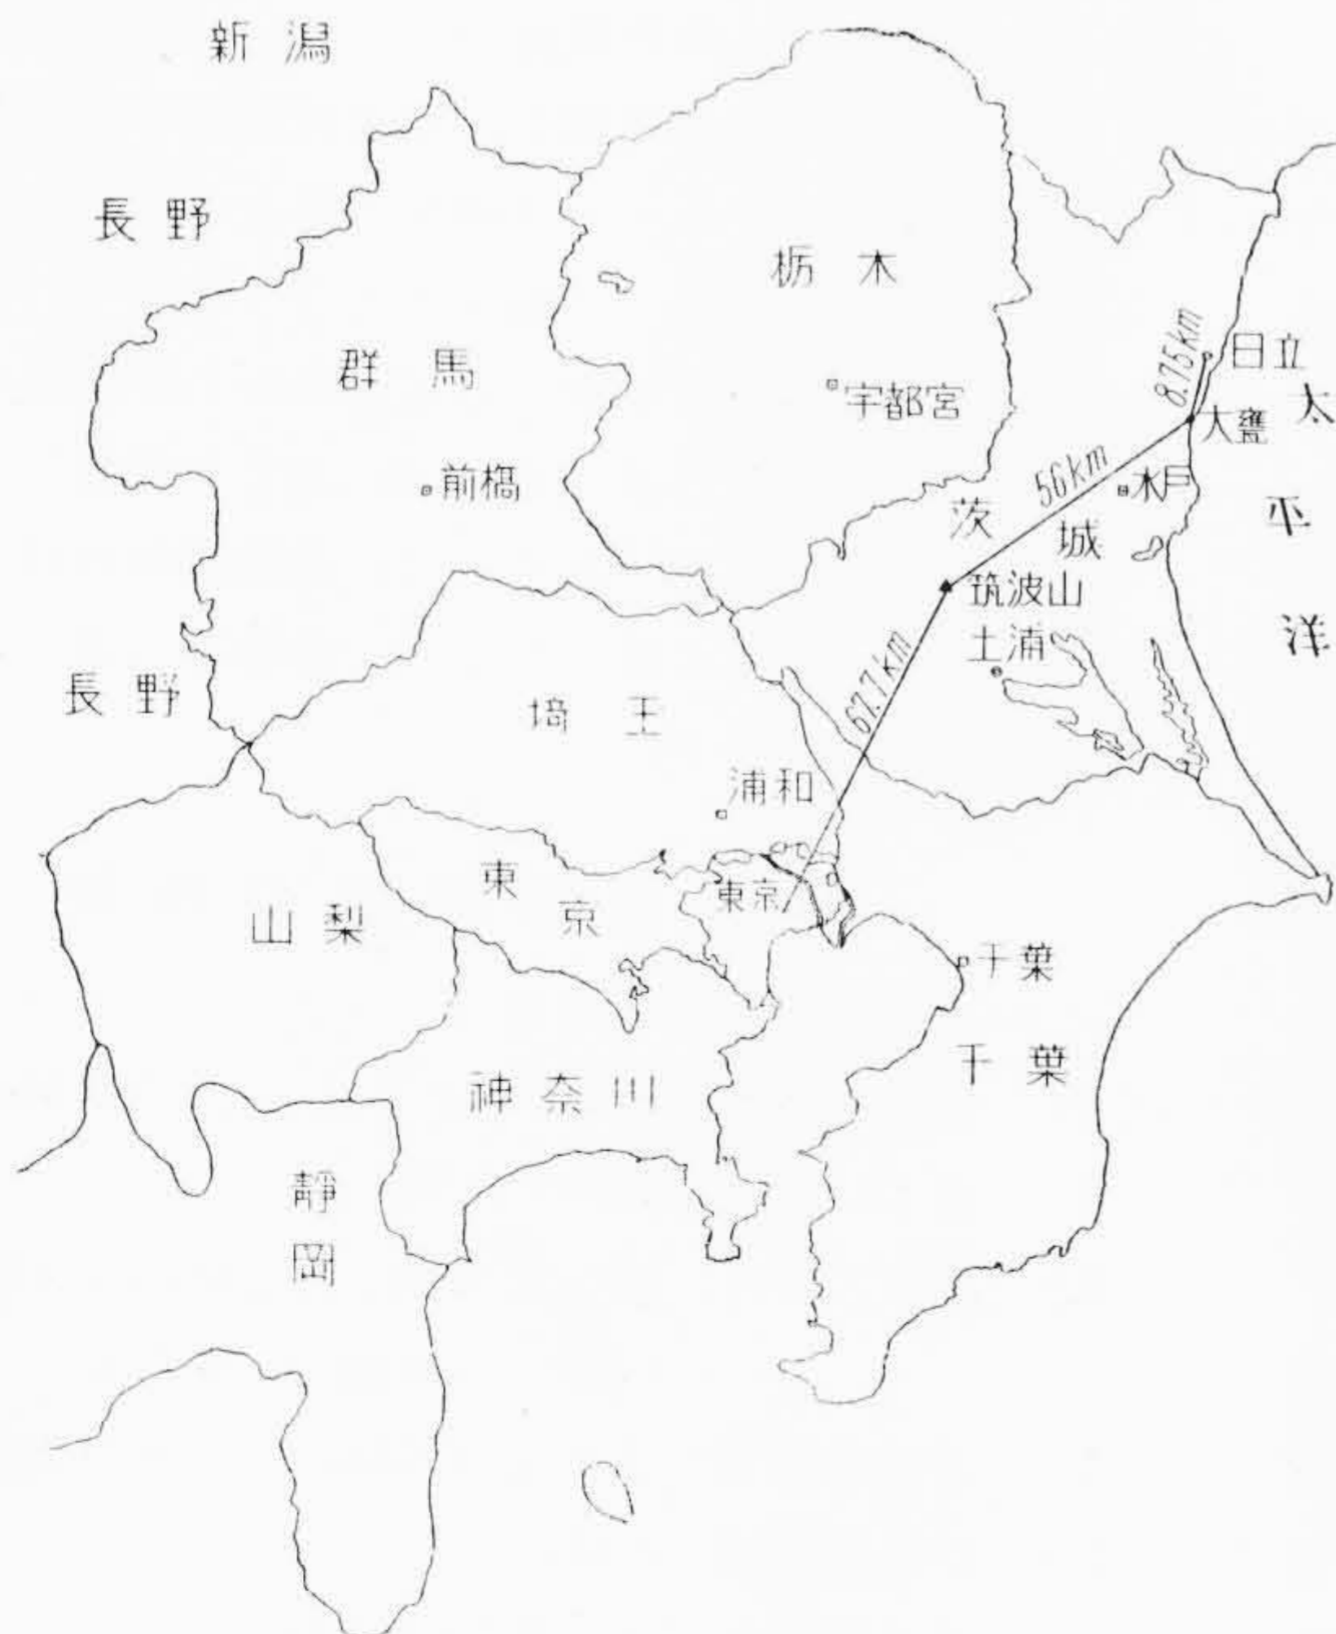 新潟
長野
栃木
群馬
8.75km
日立
宇都宮
大甕
太平洋
前橋
56km
水戸
茨城
筑波山
土浦
67.7km
長野
埼玉
浦和
東京
東京
山梨
千葉
千葉
神奈川
静岡